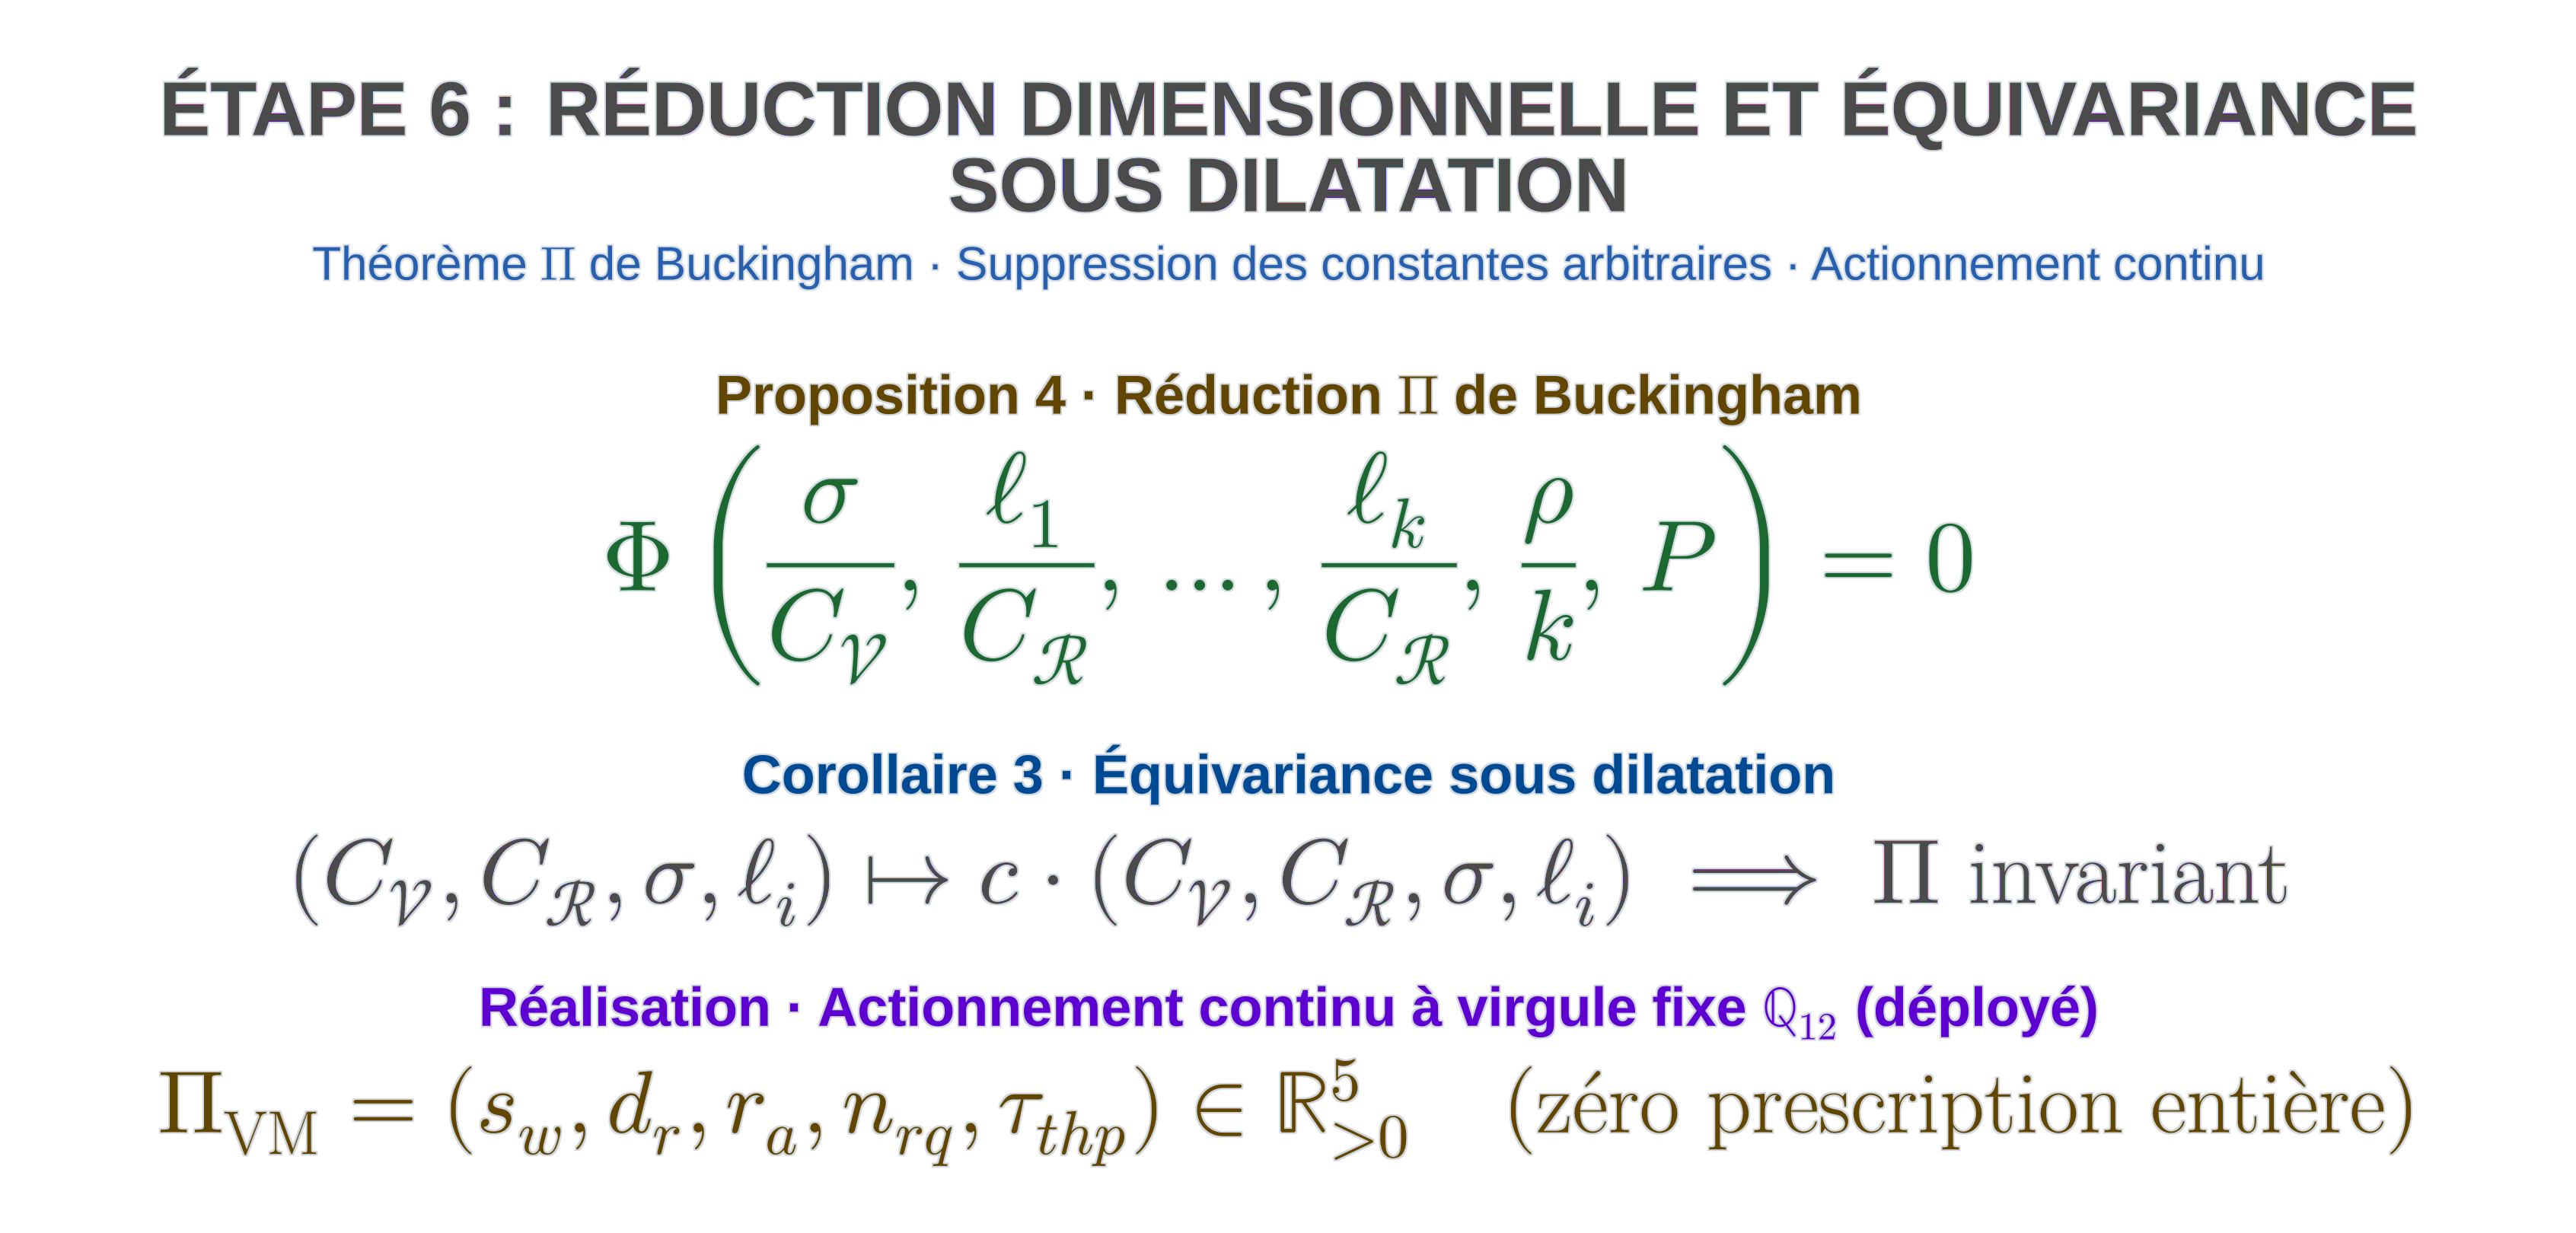 ÉTAPE 6 : RÉDUCTION DIMENSIONNELLE ET ÉQUIVARIANCE
SOUS DILATATION
Théorème Π de Buckingham · Suppression des constantes arbitraires · Actionnement continu
Proposition 4 · Réduction Π de Buckingham
Φ ( σ/C_𝒱, ℓ_1/C_ℛ, …, ℓ_k/C_ℛ, ρ/k, P ) = 0
Corollaire 3 · Équivariance sous dilatation
(C_𝒱, C_ℛ, σ, ℓ_i) ↦ c · (C_𝒱, C_ℛ, σ, ℓ_i) ⟹ Π invariant
Réalisation · Actionnement continu à virgule fixe ℚ_12 (déployé)
Π_VM = (s_w, d_r, r_a, n_rq, τ_thp) ∈ ℝ^5_>0 (zéro prescription entière)